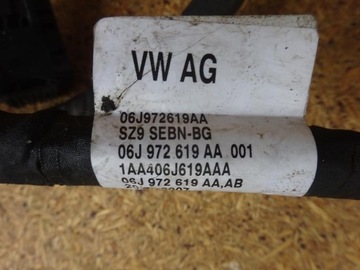 VW AG
06J972619AA
SZ9 SEBN-BG
06J 972 619 AA 001
1AA406J619AAA
06J 972 619 AA,AB